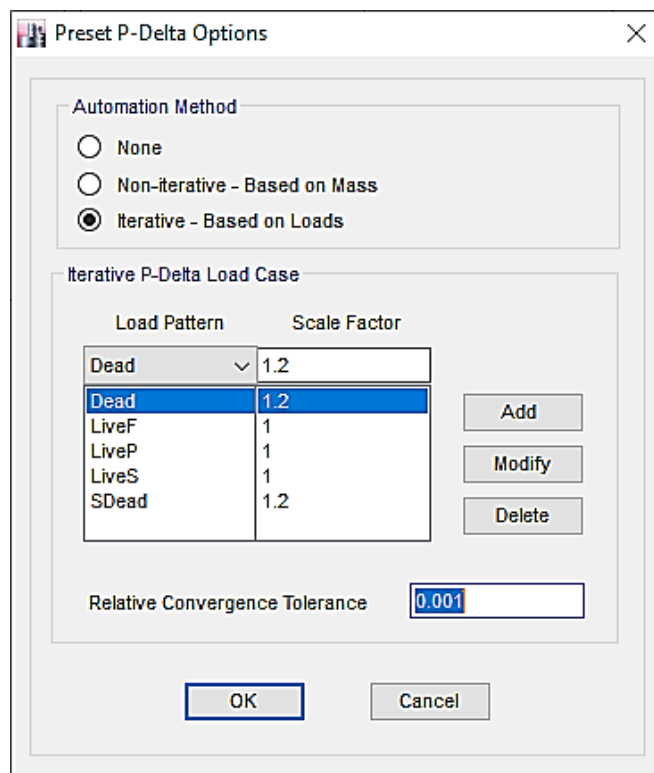 Preset P-Delta Options
Automation Method
None
Non-iterative - Based on Mass
Iterative - Based on Loads
Iterative P-Delta Load Case
Load Pattern Scale Factor
Dead 1.2
Dead 1.2
LiveF 1
LiveP 1
LiveS 1
SDead 1.2
Add
Modify
Delete
Relative Convergence Tolerance 0.001
OK Cancel